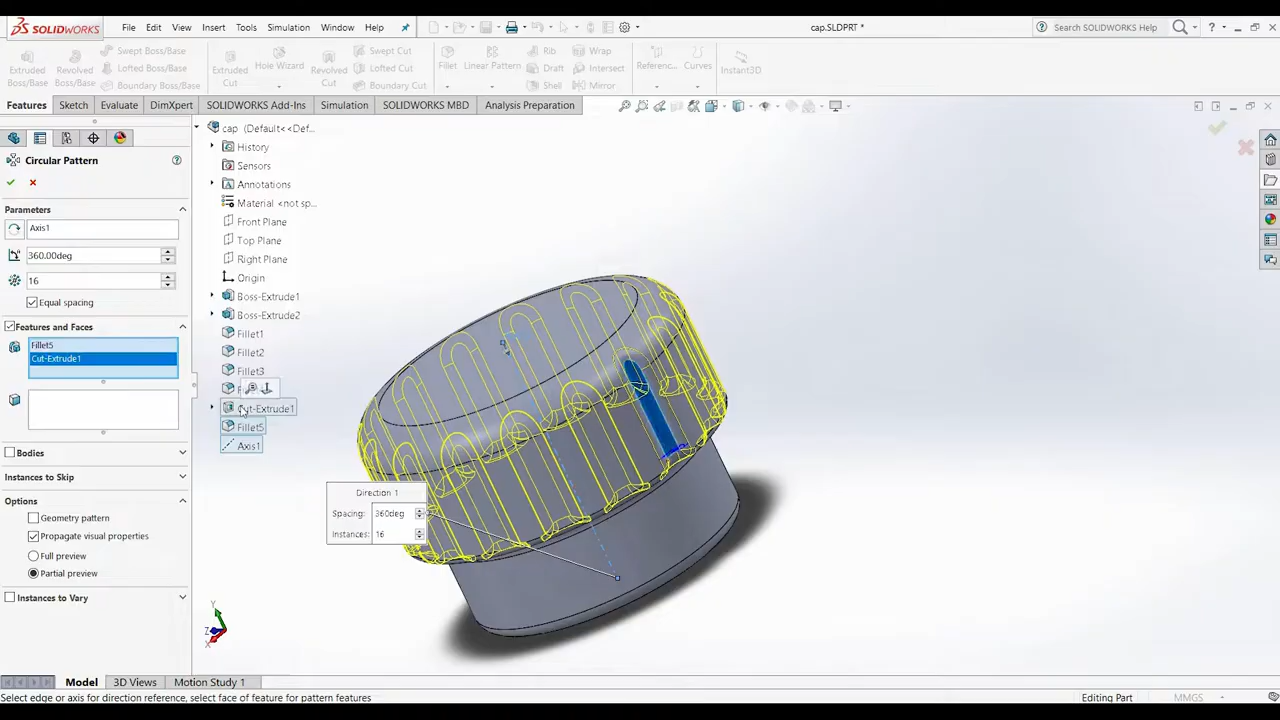 SOLIDWORKS File Edit View Insert Tools Simulation Window Help cap.SLDPRT * Search SOLIDWORKS Help
Extruded Boss/Base
Revolved Boss/Base
Swept Boss/Base
Lofted Boss/Base
Boundary Boss/Base
Extruded Cut
Hole Wizard
Revolved Cut
Swept Cut
Lofted Cut
Boundary Cut
Fillet
Linear Pattern
Rib
Draft
Shell
Wrap
Intersect
Mirror
Referenc...
Curves
Instant3D
Features Sketch Evaluate DimXpert SOLIDWORKS Add-Ins Simulation SOLIDWORKS MBD Analysis Preparation
Circular Pattern
Parameters
Axis1
360.00deg
16
Equal spacing
Features and Faces
Fillet5
Cut-Extrude1
Bodies
Instances to Skip
Options
Geometry pattern
Propagate visual properties
Full preview
Partial preview
Instances to Vary
cap (Default<<Def...
History
Sensors
Annotations
Material <not sp...
Front Plane
Top Plane
Right Plane
Origin
Boss-Extrude1
Boss-Extrude2
Fillet1
Fillet2
Fillet3
Cut-Extrude1
Fillet5
Axis1
Direction 1
Spacing: 360deg
Instances: 16
Y
Z
X
Model 3D Views Motion Study 1
Select edge or axis for direction reference, select face of feature for pattern features Editing Part MMGS